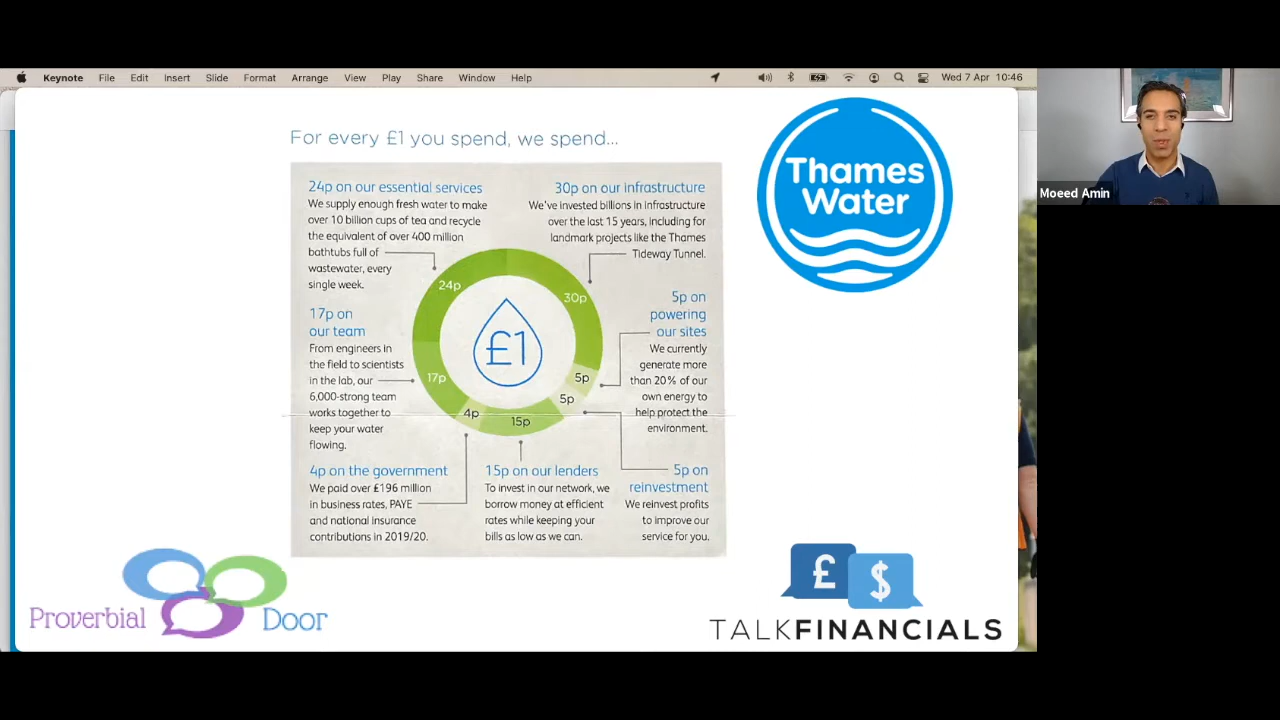 Keynote File Edit Insert Slide Format Arrange View Play Share Window Help Wed 7 Apr 10:46
Moeed Amin
For every £1 you spend, we spend...
Thames
Water
24p on our essential services
We supply enough fresh water to make
over 10 billion cups of tea and recycle
the equivalent of over 400 million
bathtubs full of
wastewater, every
single week.
30p on our infrastructure
We've invested billions in infrastructure
over the last 15 years, including for
landmark projects like the Thames
Tideway Tunnel.
24p
30p
17p on
our team
From engineers in
the field to scientists
in the lab, our
6,000-strong team
works together to
keep your water
flowing.
£1
5p on
powering
our sites
We currently
generate more
than 20% of our
own energy to
help protect the
environment.
17p
5p
5p
4p
15p
4p on the government
We paid over £196 million
in business rates, PAYE
and national insurance
contributions in 2019/20.
15p on our lenders
To invest in our network, we
borrow money at efficient
rates while keeping your
bills as low as we can.
5p on
reinvestment
We reinvest profits
to improve our
service for you.
Proverbial Door
£ $
TALKFINANCIALS